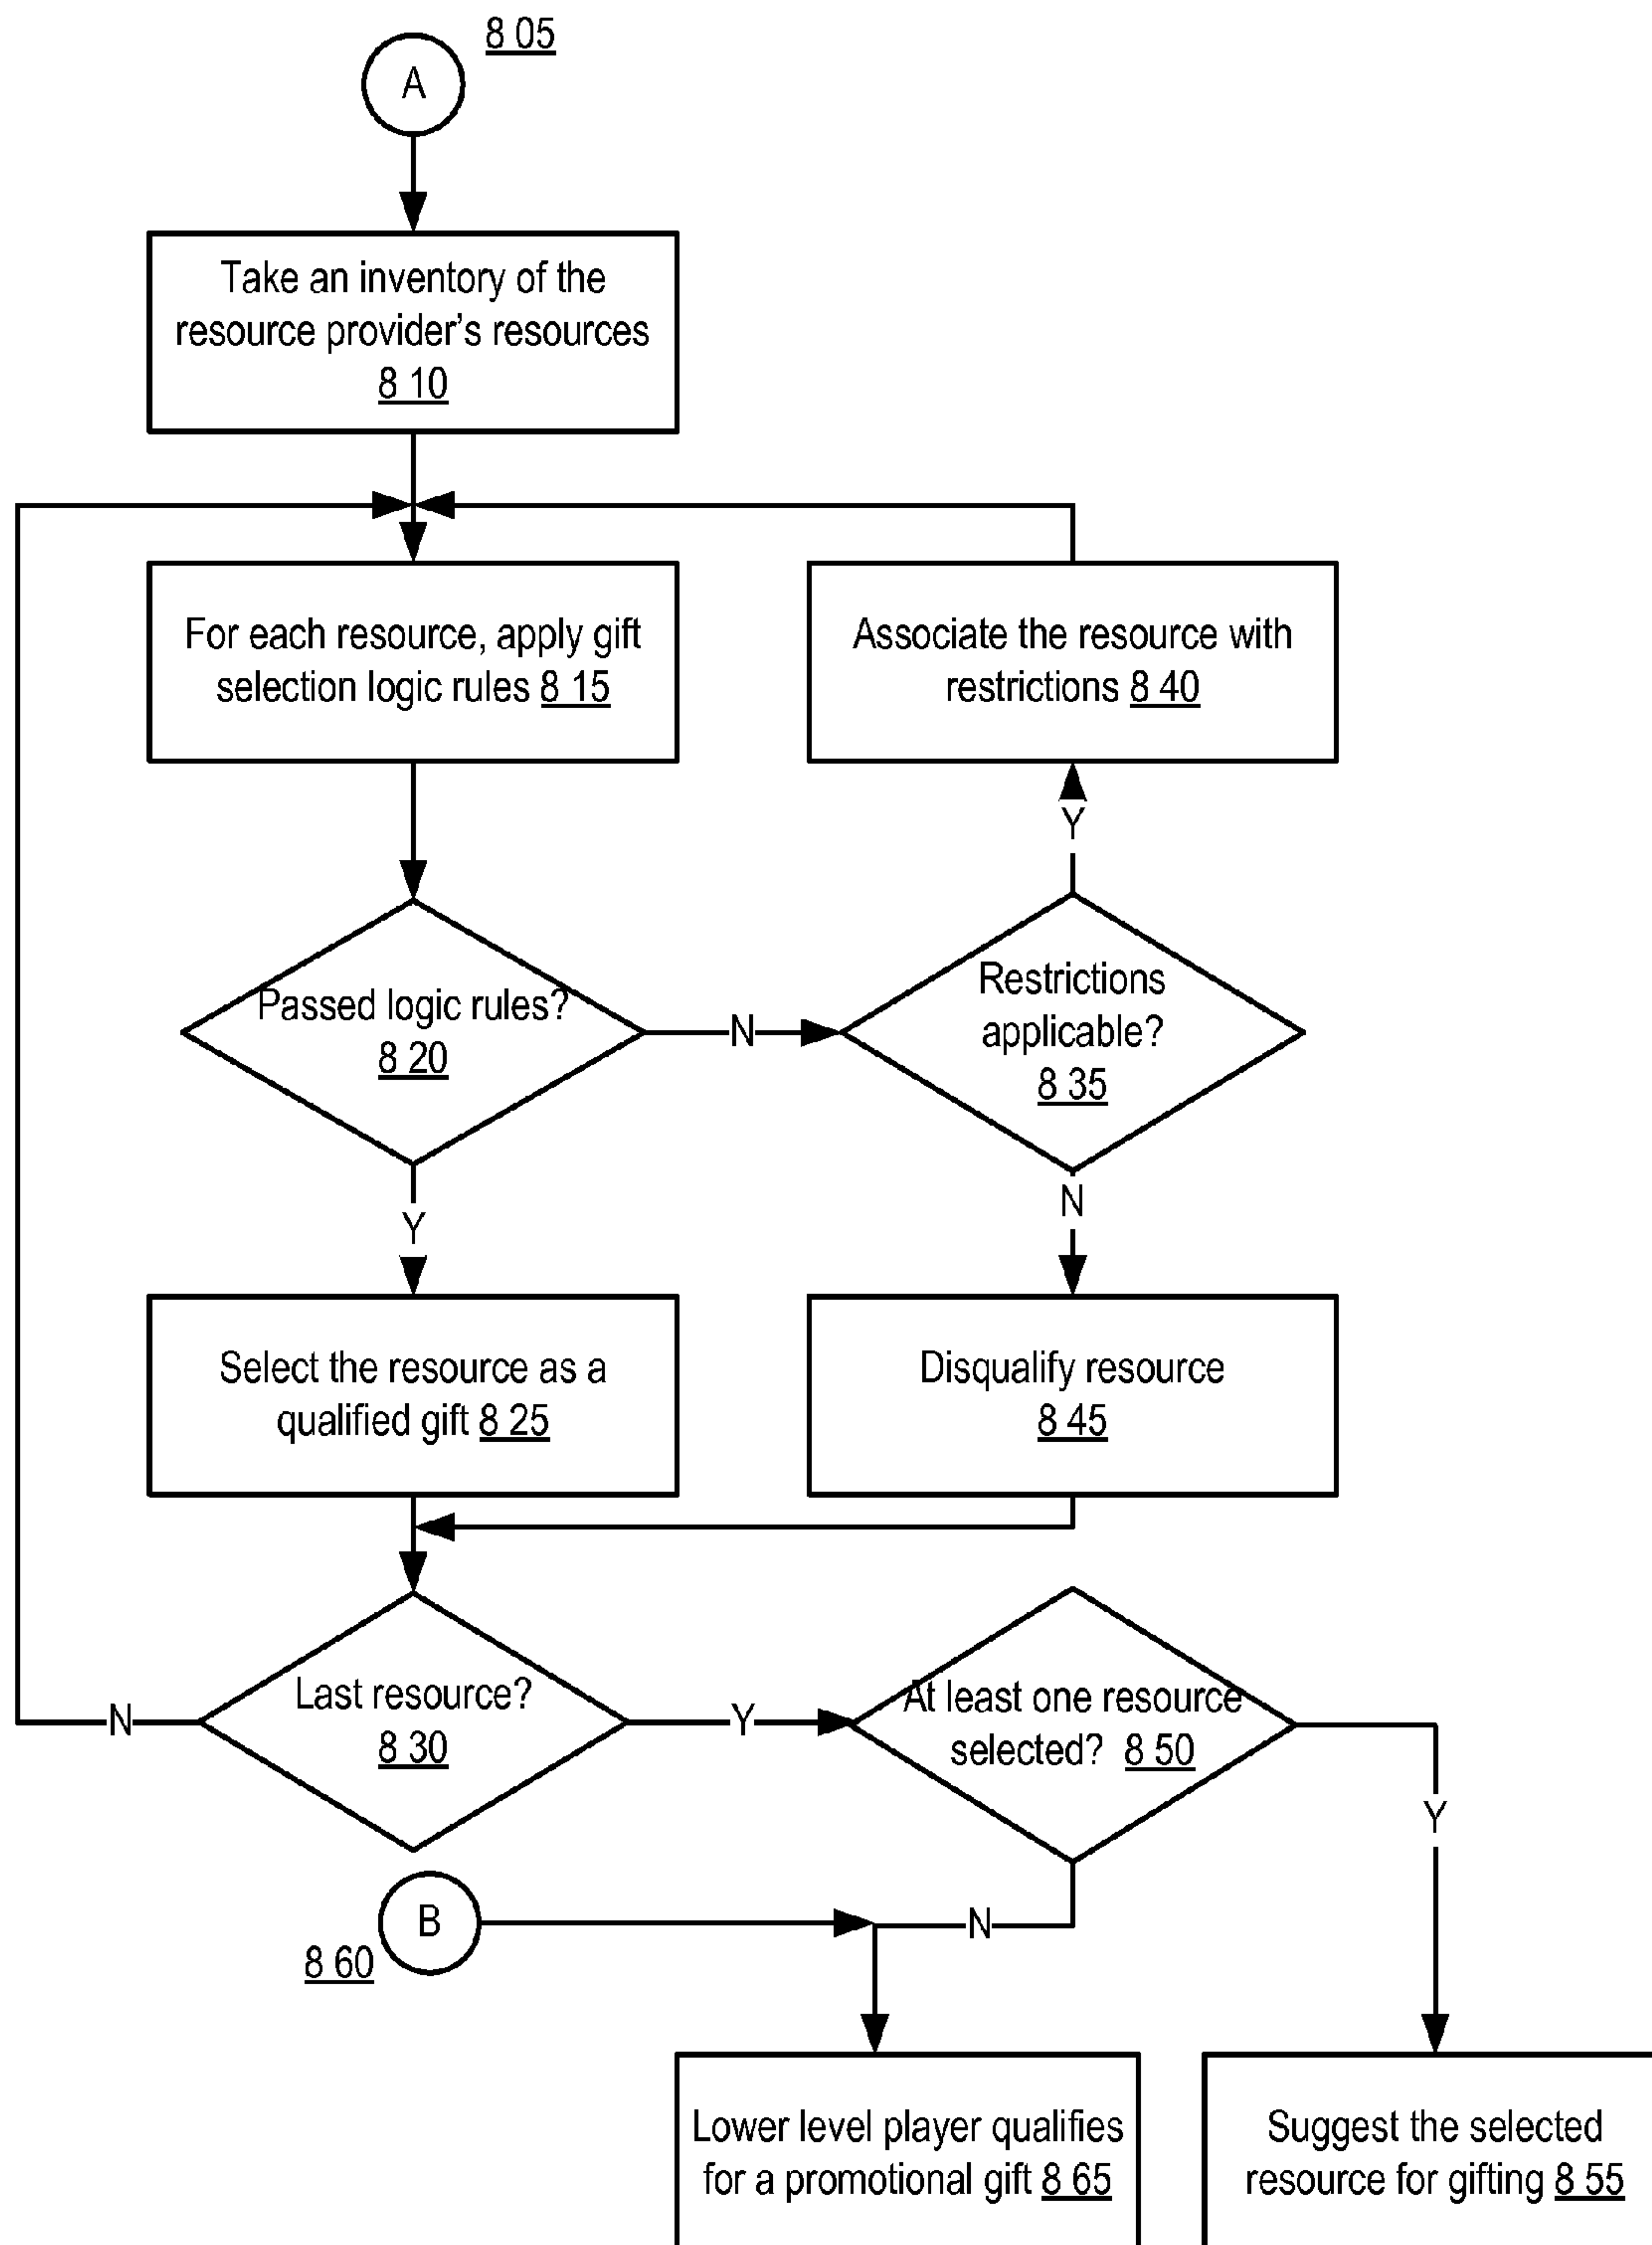 8 05
A
Take an inventory of the
resource provider's resources
8 10
For each resource, apply gift
selection logic rules 8 15
Associate the resource with
restrictions 8 40
Y
Passed logic rules?
8 20
N
Restrictions
applicable?
8 35
Y
N
Select the resource as a
qualified gift 8 25
Disqualify resource
8 45
Last resource?
8 30
N
Y
At least one resource
selected? 8 50
Y
B
N
8 60
Lower level player qualifies
for a promotional gift 8 65
Suggest the selected
resource for gifting 8 55